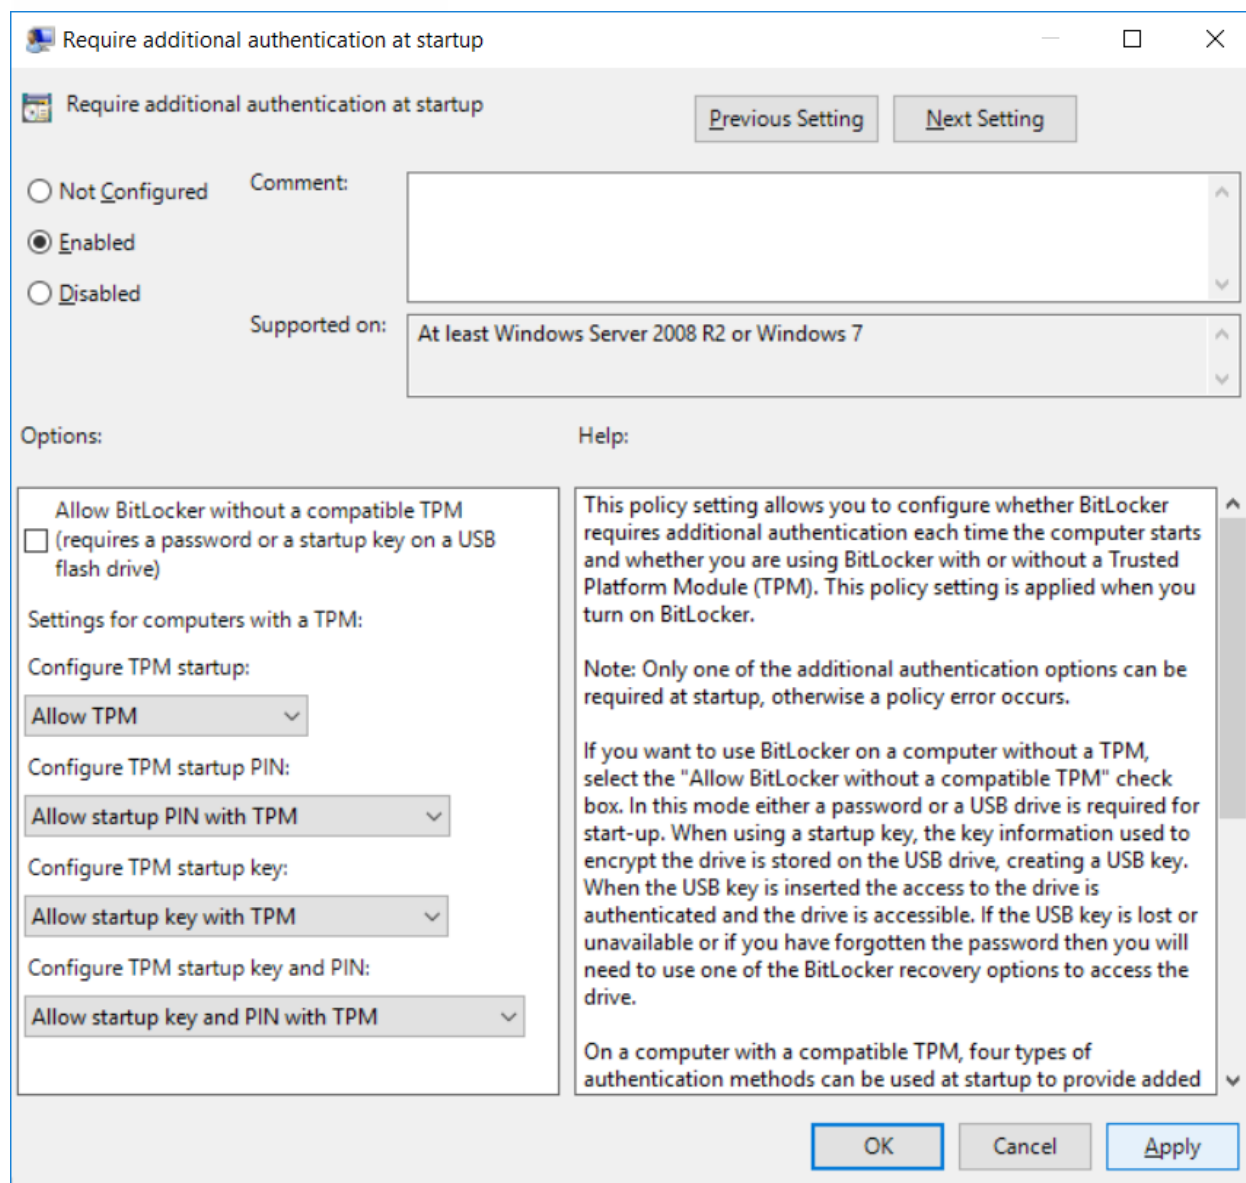 Require additional authentication at startup
Require additional authentication at startup
Previous Setting
Next Setting
Not Configured
Comment:
Enabled
Disabled
Supported on:
At least Windows Server 2008 R2 or Windows 7
Options:
Help:
Allow BitLocker without a compatible TPM
(requires a password or a startup key on a USB
flash drive)
Settings for computers with a TPM:
Configure TPM startup:
Allow TPM
Configure TPM startup PIN:
Allow startup PIN with TPM
Configure TPM startup key:
Allow startup key with TPM
Configure TPM startup key and PIN:
Allow startup key and PIN with TPM
This policy setting allows you to configure whether BitLocker
requires additional authentication each time the computer starts
and whether you are using BitLocker with or without a Trusted
Platform Module (TPM). This policy setting is applied when you
turn on BitLocker.
Note: Only one of the additional authentication options can be
required at startup, otherwise a policy error occurs.
If you want to use BitLocker on a computer without a TPM,
select the "Allow BitLocker without a compatible TPM" check
box. In this mode either a password or a USB drive is required for
start-up. When using a startup key, the key information used to
encrypt the drive is stored on the USB drive, creating a USB key.
When the USB key is inserted the access to the drive is
authenticated and the drive is accessible. If the USB key is lost or
unavailable or if you have forgotten the password then you will
need to use one of the BitLocker recovery options to access the
drive.
On a computer with a compatible TPM, four types of
authentication methods can be used at startup to provide added
OK
Cancel
Apply